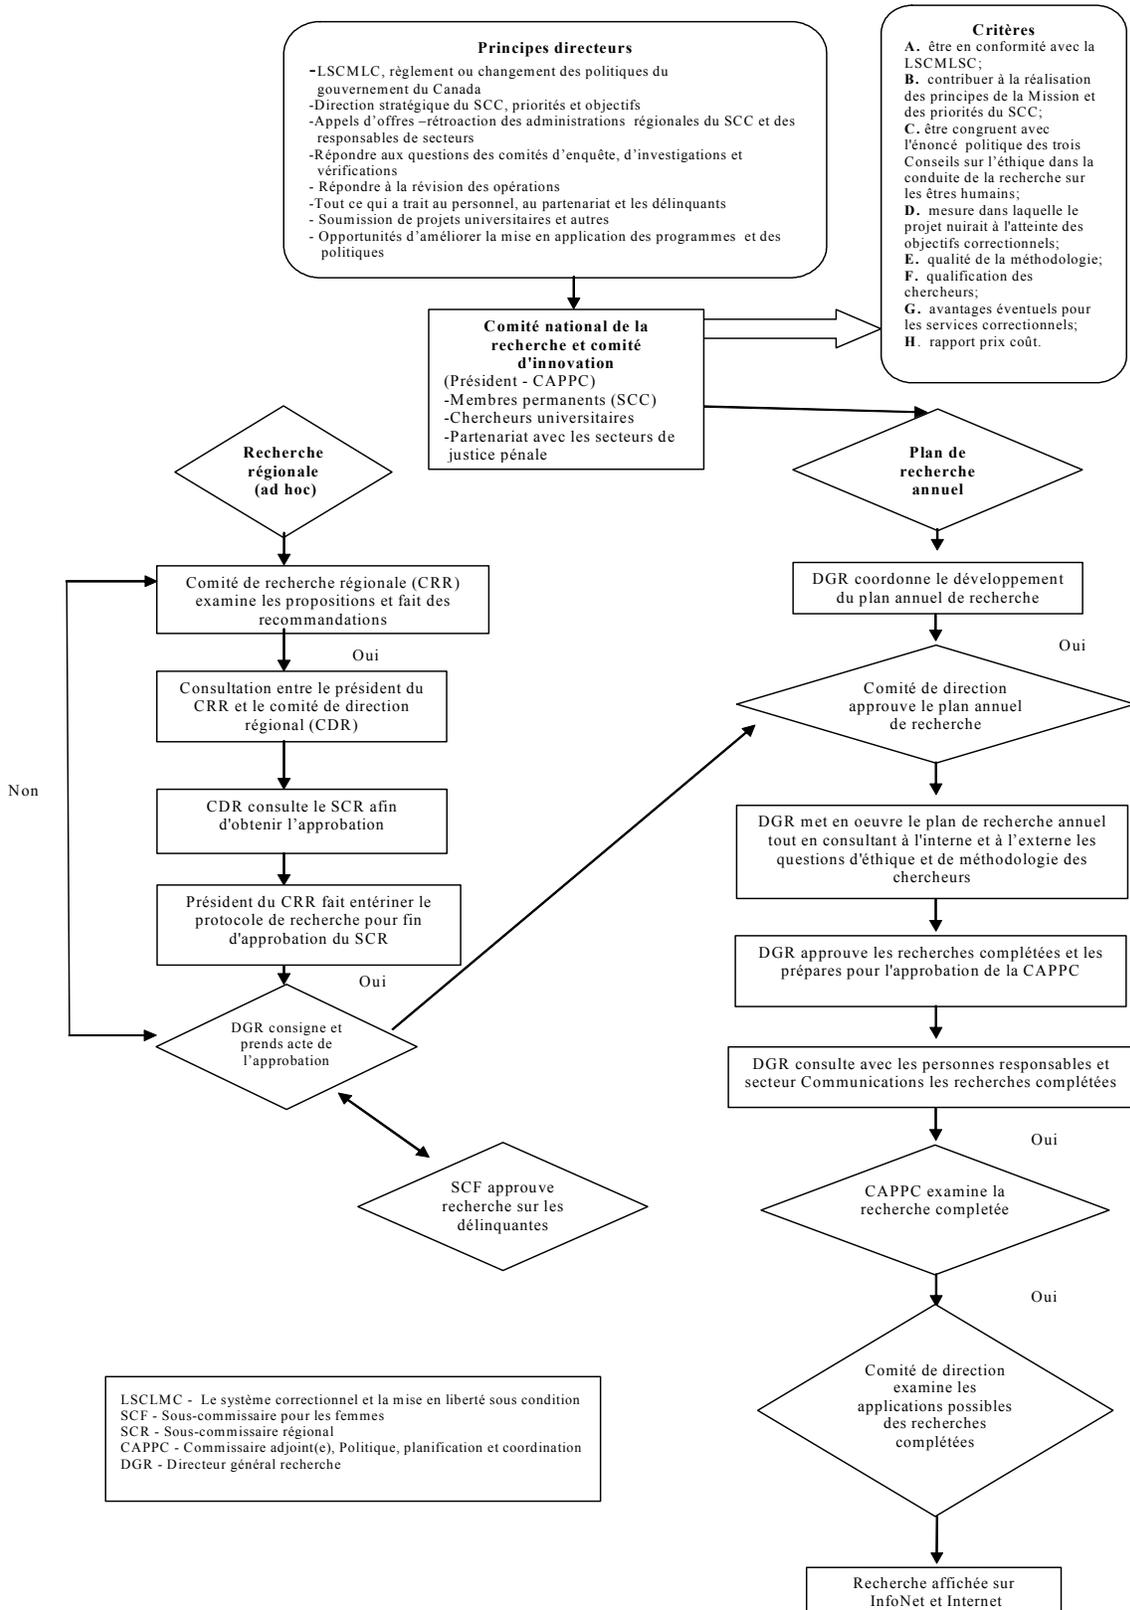 Principes directeurs
-LSCMLC, règlement ou changement des politiques du
gouvernement du Canada
-Direction stratégique du SCC, priorités et objectifs
-Appels d'offres –rétroaction des administrations régionales du SCC et des
responsables de secteurs
-Répondre aux questions des comités d'enquête, d'investigations et
vérifications
- Répondre à la révision des opérations
-Tout ce qui a trait au personnel, au partenariat et les délinquants
- Soumission de projets universitaires et autres
- Opportunités d'améliorer la mise en application des programmes et des
politiques
Critères
A. être en conformité avec la
LSCMLSC;
B. contribuer à la réalisation
des principes de la Mission et
des priorités du SCC;
C. être congruent avec
l'énoncé politique des trois
Conseils sur l'éthique dans la
conduite de la recherche sur
les êtres humains;
D. mesure dans laquelle le
projet nuirait à l'atteinte des
objectifs correctionnels;
E. qualité de la méthodologie;
F. qualification des
chercheurs;
G. avantages éventuels pour
les services correctionnels;
H. rapport prix coût.
Comité national de la
recherche et comité
d'innovation
(Président - CAPPC)
-Membres permanents (SCC)
-Chercheurs universitaires
-Partenariat avec les secteurs de
justice pénale
Recherche
régionale
(ad hoc)
Comité de recherche régionale (CRR)
examine les propositions et fait des
recommandations
Oui
Consultation entre le président du
CRR et le comité de direction
régional (CDR)
Non
CDR consulte le SCR afin
d'obtenir l'approbation
Président du CRR fait entériner le
protocole de recherche pour fin
d'approbation du SCR
Oui
DGR consigne et
prends acte de
l'approbation
SCF approuve
recherche sur les
délinquantes
Plan de
recherche
annuel
DGR coordonne le développement
du plan annuel de recherche
Oui
Comité de direction
approuve le plan annuel
de recherche
DGR met en oeuvre le plan de recherche annuel
tout en consultant à l'interne et à l'externe les
questions d'éthique et de méthodologie des
chercheurs
DGR approuve les recherches complétées et les
prépares pour l'approbation de la CAPPC
DGR consulte avec les personnes responsables et
secteur Communications les recherches complétées
Oui
CAPPC examine la
recherche completée
Oui
Comité de direction
examine les
applications possibles
des recherches
complétées
Recherche affichée sur
InfoNet et Internet
LSCLMC - Le système correctionnel et la mise en liberté sous condition
SCF - Sous-commissaire pour les femmes
SCR - Sous-commissaire régional
CAPPC - Commissaire adjoint(e), Politique, planification et coordination
DGR - Directeur général recherche